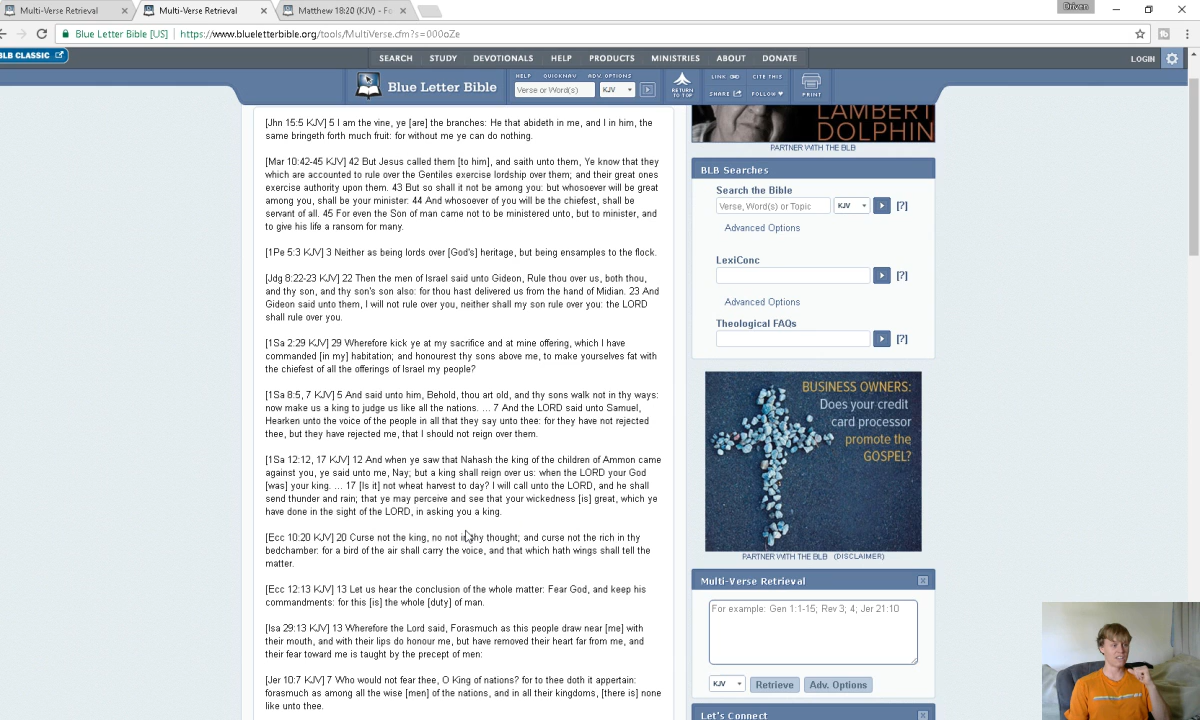 Multi-Verse Retrieval
Multi-Verse Retrieval
Matthew 18:20 (KJV) - Fo
Driven
Blue Letter Bible [US] https://www.blueletterbible.org/tools/MultiVerse.cfm?s=000oZe
BLB CLASSIC
SEARCH STUDY DEVOTIONALS HELP PRODUCTS MINISTRIES ABOUT DONATE
LOGIN
Blue Letter Bible
HELP QUICKNAV ADV. OPTIONS
Verse or Word(s) KJV
RETURN TO TOP
LINK CITE THIS
SHARE FOLLOW
PRINT
[Jhn 15:5 KJV] 5 I am the vine, ye [are] the branches: He that abideth in me, and I in him, the
same bringeth forth much fruit: for without me ye can do nothing.
[Mar 10:42-45 KJV] 42 But Jesus called them [to him], and saith unto them, Ye know that they
which are accounted to rule over the Gentiles exercise lordship over them; and their great ones
exercise authority upon them. 43 But so shall it not be among you: but whosoever will be great
among you, shall be your minister: 44 And whosoever of you will be the chiefest, shall be
servant of all. 45 For even the Son of man came not to be ministered unto, but to minister, and
to give his life a ransom for many.
[1Pe 5:3 KJV] 3 Neither as being lords over [God's] heritage, but being ensamples to the flock.
[Jdg 8:22-23 KJV] 22 Then the men of Israel said unto Gideon, Rule thou over us, both thou,
and thy son, and thy son's son also: for thou hast delivered us from the hand of Midian. 23 And
Gideon said unto them, I will not rule over you, neither shall my son rule over you: the LORD
shall rule over you.
[1Sa 2:29 KJV] 29 Wherefore kick ye at my sacrifice and at mine offering, which I have
commanded [in my] habitation; and honourest thy sons above me, to make yourselves fat with
the chiefest of all the offerings of Israel my people?
[1Sa 8:5, 7 KJV] 5 And said unto him, Behold, thou art old, and thy sons walk not in thy ways:
now make us a king to judge us like all the nations. ... 7 And the LORD said unto Samuel,
Hearken unto the voice of the people in all that they say unto thee: for they have not rejected
thee, but they have rejected me, that I should not reign over them.
[1Sa 12:12, 17 KJV] 12 And when ye saw that Nahash the king of the children of Ammon came
against you, ye said unto me, Nay; but a king shall reign over us: when the LORD your God
[was] your king. ... 17 [Is it] not wheat harvest to day? I will call unto the LORD, and he shall
send thunder and rain; that ye may perceive and see that your wickedness [is] great, which ye
have done in the sight of the LORD, in asking you a king.
[Ecc 10:20 KJV] 20 Curse not the king, no not in thy thought; and curse not the rich in thy
bedchamber: for a bird of the air shall carry the voice, and that which hath wings shall tell the
matter.
[Ecc 12:13 KJV] 13 Let us hear the conclusion of the whole matter: Fear God, and keep his
commandments: for this [is] the whole [duty] of man.
[Isa 29:13 KJV] 13 Wherefore the Lord said, Forasmuch as this people draw near [me] with
their mouth, and with their lips do honour me, but have removed their heart far from me, and
their fear toward me is taught by the precept of men:
[Jer 10:7 KJV] 7 Who would not fear thee, O King of nations? for to thee doth it appertain:
forasmuch as among all the wise [men] of the nations, and in all their kingdoms, [there is] none
like unto thee.
LAMBERT
DOLPHIN
PARTNER WITH THE BLB
BLB Searches
Search the Bible
Verse, Word(s) or Topic KJV [?]
Advanced Options
LexiConc
[?]
Advanced Options
Theological FAQs
[?]
BUSINESS OWNERS:
Does your credit
card processor
promote the
GOSPEL?
PARTNER WITH THE BLB (DISCLAIMER)
Multi-Verse Retrieval
For example: Gen 1:1-15; Rev 3; 4; Jer 21:10
KJV Retrieve Adv. Options
Let's Connect